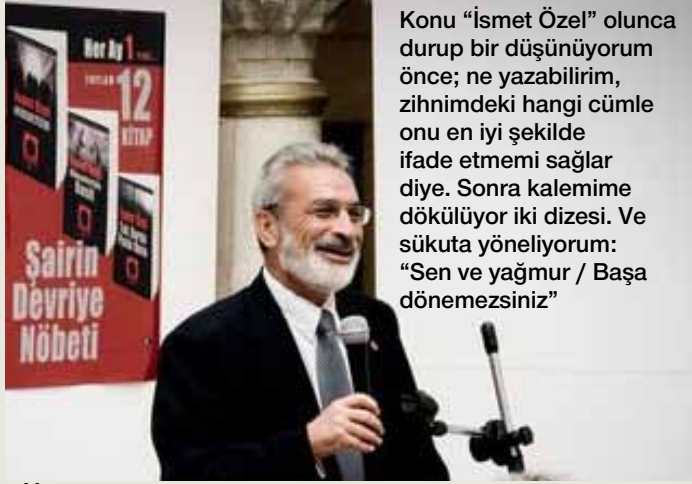 Her Ay 1
12
KİTAP
Şairin
Devriye
Nöbeti
Konu “İsmet Özel” olunca
durup bir düşünüyorum
önce; ne yazabilirim,
zihnimdeki hangi cümle
onu en iyi şekilde
ifade etmemi sağlar
diye. Sonra kalemime
dökülüyor iki dizesi. Ve
sükuta yöneliyorum:
“Sen ve yağmur / Başa
dönemezsiniz”